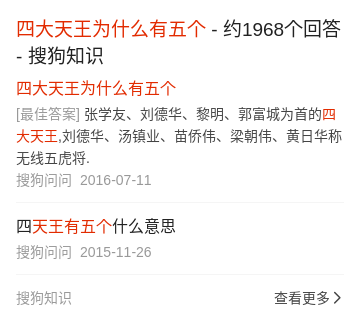 四大天王为什么有五个 - 约1968个回答
- 搜狗知识
四大天王为什么有五个
[最佳答案] 张学友、刘德华、黎明、郭富城为首的四
大天王,刘德华、汤镇业、苗侨伟、梁朝伟、黄日华称
无线五虎将.
搜狗问问 2016-07-11
四天王有五个什么意思
搜狗问问 2015-11-26
搜狗知识 查看更多